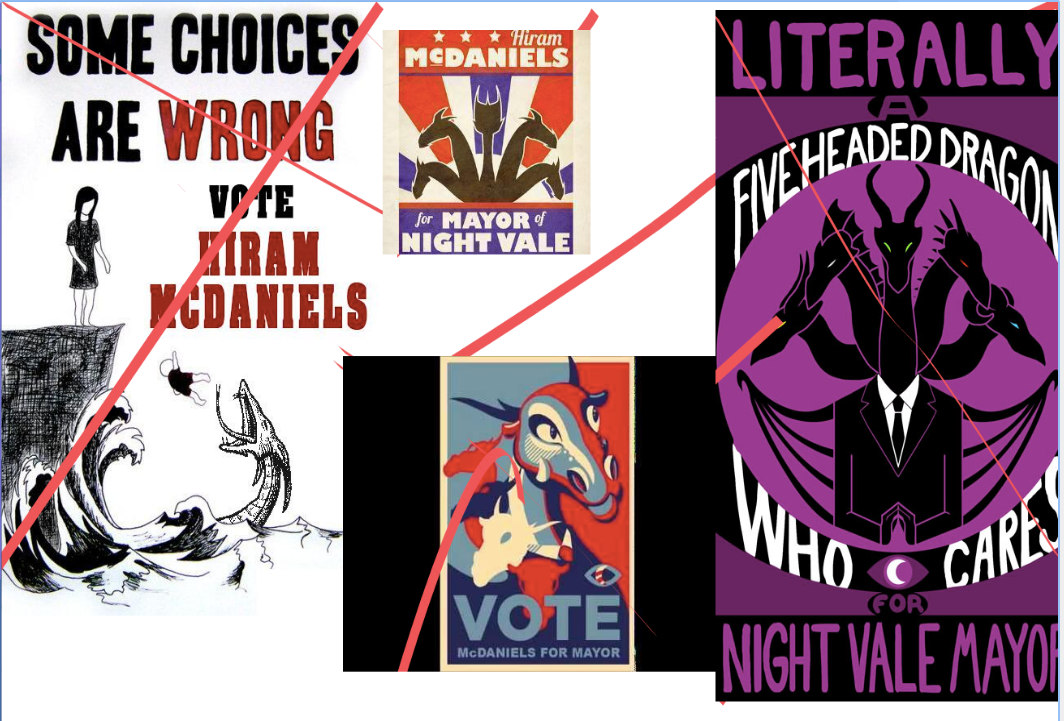 SOME CHOICES
ARE WRONG
VOTE
HIRAM
MCDANIELS
Hiram
McDANIELS
for MAYOR of
NIGHT VALE
VOTE
McDANIELS FOR MAYOR
LITERALLY
A
FIVE HEADED DRAGON
WHO CARES
FOR
NIGHT VALE MAYOR